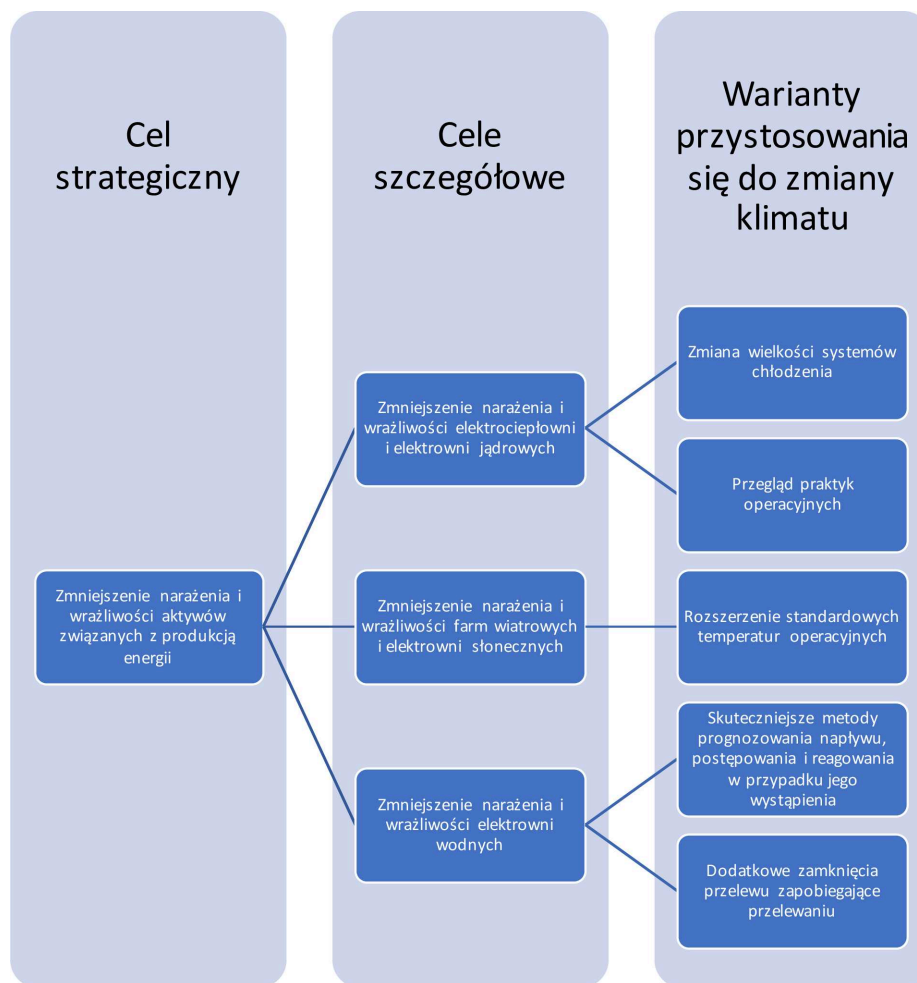 Cel
strategiczny
Cele
szczegółowe
Warianty
przystosowania
się do zmiany
klimatu
Zmniejszenie narażenia i
wrażliwości aktywów
związanych z produkcją
energii
Zmniejszenie narażenia i
wrażliwości elektrociepłowni
i elektrowni jądrowych
Zmniejszenie narażenia i
wrażliwości farm wiatrowych
i elektrowni słonecznych
Zmniejszenie narażenia i
wrażliwości elektrowni
wodnych
Zmiana wielkości systemów
chłodzenia
Przegląd praktyk
operacyjnych
Rozszerzenie standardowych
temperatur operacyjnych
Skuteczniejsze metody
prognozowania napływu,
postępowania i reagowania
w przypadku jego
wystąpienia
Dodatkowe zamknięcia
przelewu zapobiegające
przelewaniu